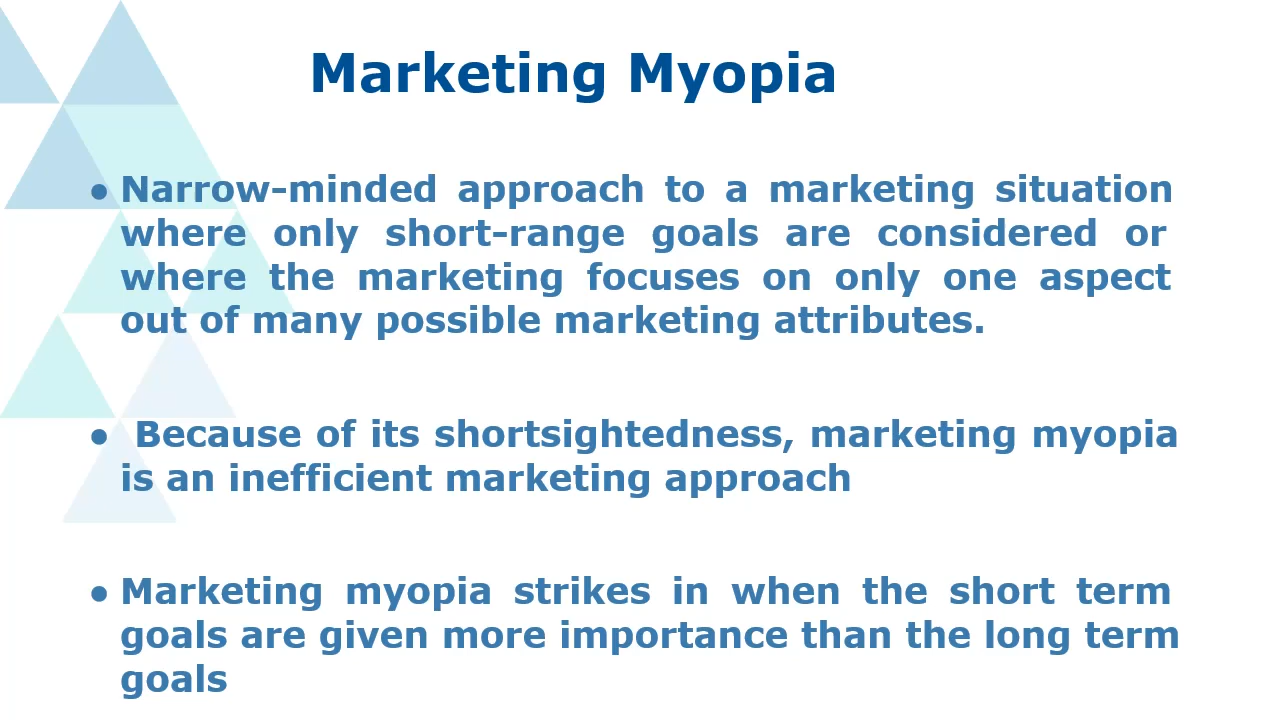 Marketing Myopia
● Narrow-minded approach to a marketing situation
where only short-range goals are considered or
where the marketing focuses on only one aspect
out of many possible marketing attributes.
● Because of its shortsightedness, marketing myopia
is an inefficient marketing approach
● Marketing myopia strikes in when the short term
goals are given more importance than the long term
goals